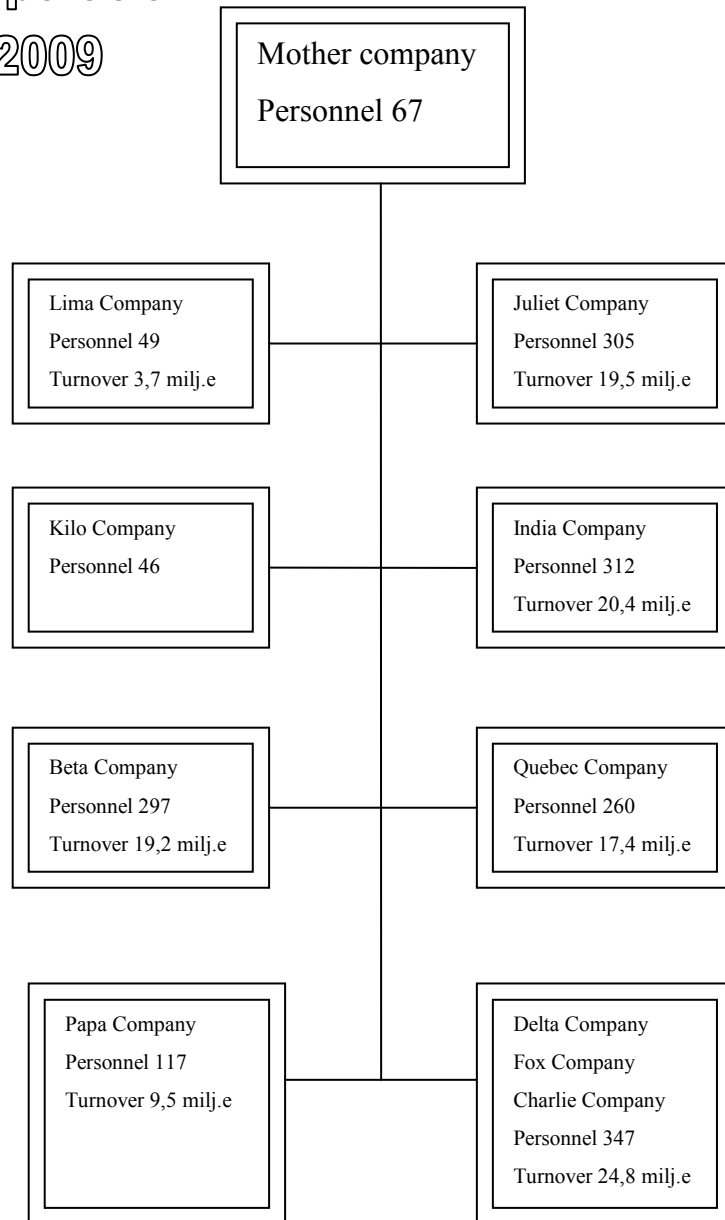 2009
Mother company
Personnel 67
Lima Company
Personnel 49
Turnover 3,7 milj.e
Juliet Company
Personnel 305
Turnover 19,5 milj.e
Kilo Company
Personnel 46
India Company
Personnel 312
Turnover 20,4 milj.e
Beta Company
Personnel 297
Turnover 19,2 milj.e
Quebec Company
Personnel 260
Turnover 17,4 milj.e
Papa Company
Personnel 117
Turnover 9,5 milj.e
Delta Company
Fox Company
Charlie Company
Personnel 347
Turnover 24,8 milj.e